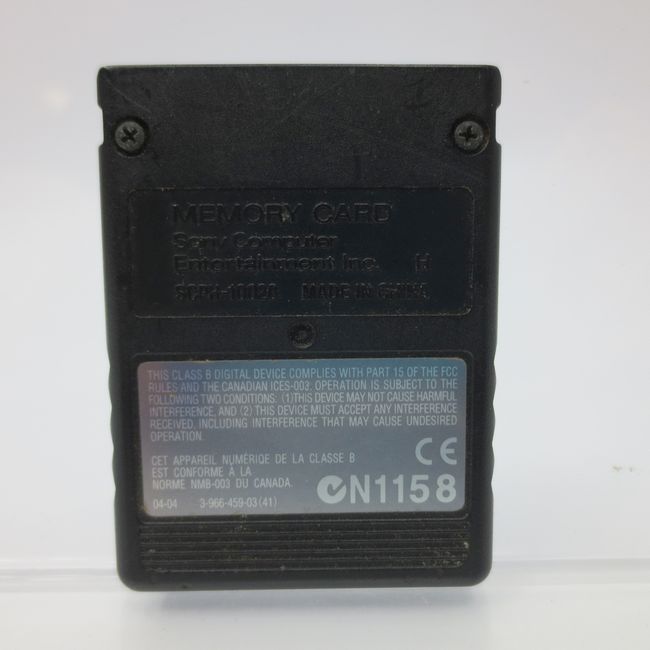 MEMORY CARD
Sony Computer
Entertainment Inc. H
SCPH-10020 MADE IN CHINA
THIS CLASS B DIGITAL DEVICE COMPLIES WITH PART 15 OF THE FCC
RULES AND THE CANADIAN ICES-003. OPERATION IS SUBJECT TO THE
FOLLOWING TWO CONDITIONS: (1)THIS DEVICE MAY NOT CAUSE HARMFUL
INTERFERENCE, AND (2) THIS DEVICE MUST ACCEPT ANY INTERFERENCE
RECEIVED, INCLUDING INTERFERENCE THAT MAY CAUSE UNDESIRED
OPERATION.
CET APPAREIL NUMÉRIQUE DE LA CLASSE B
EST CONFORME À LA
NORME NMB-003 DU CANADA.
CE
N1158
04-04 3-966-459-03 (41)